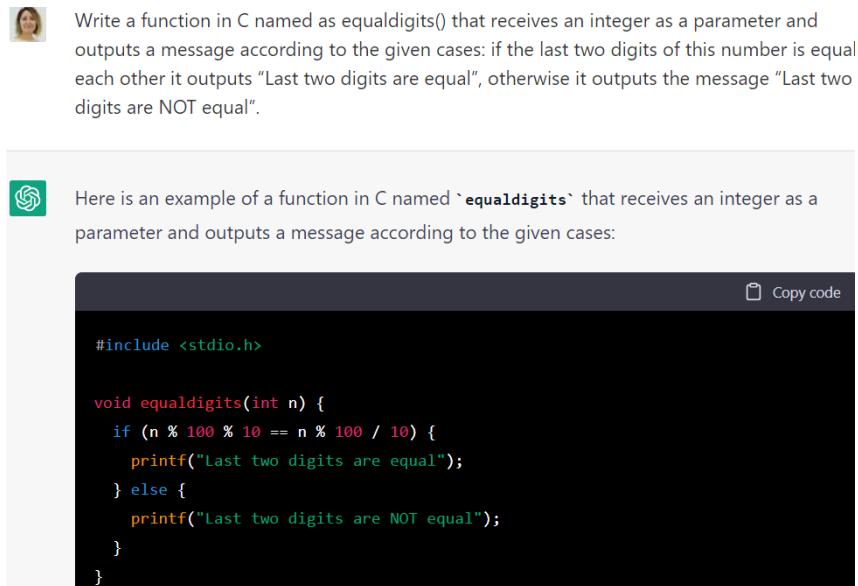 Write a function in C named as equaldigits() that receives an integer as a parameter and
outputs a message according to the given cases: if the last two digits of this number is equal
each other it outputs “Last two digits are equal”, otherwise it outputs the message “Last two
digits are NOT equal”.
Here is an example of a function in C named `equaldigits` that receives an integer as a
parameter and outputs a message according to the given cases:
Copy code
#include <stdio.h>
void equaldigits(int n) {
if (n % 100 % 10 == n % 100 / 10) {
printf("Last two digits are equal");
} else {
printf("Last two digits are NOT equal");
}
}